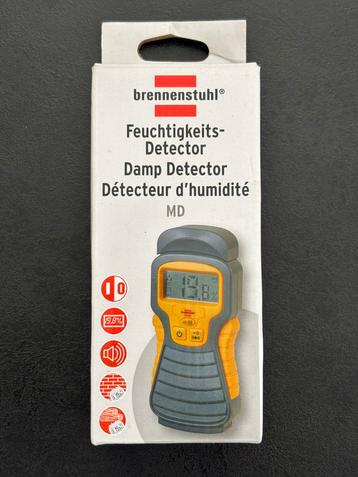 brennenstuhl®
Feuchtigkeits-
Detector
Damp Detector
Détecteur d'humidité
MD